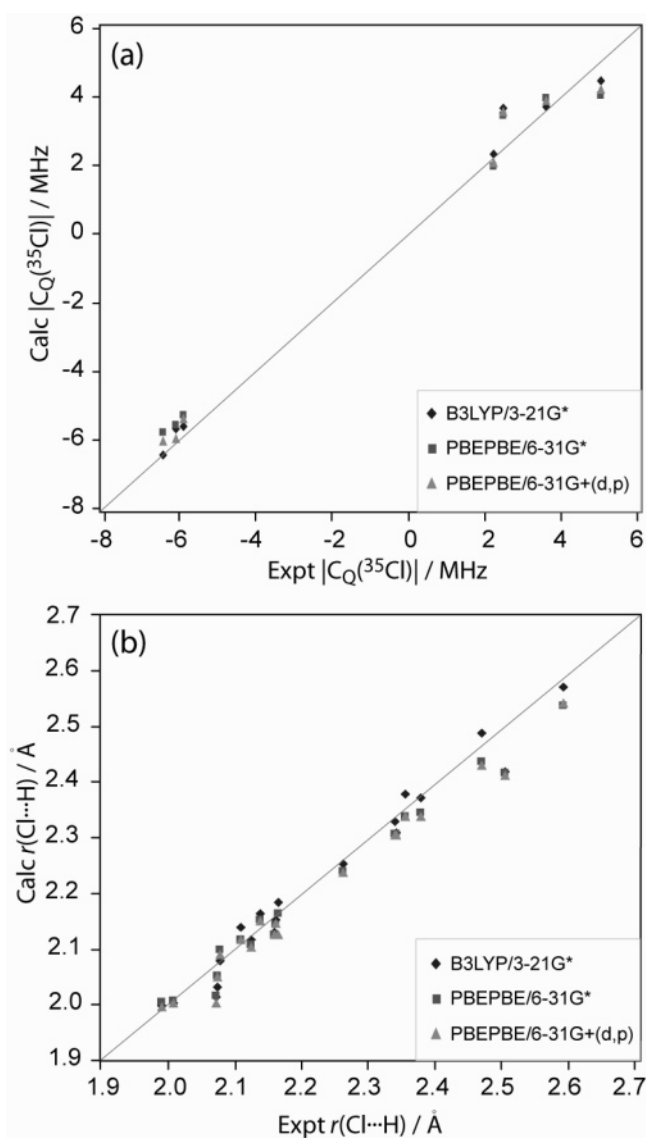 (a)
6
4
2
0
-2
-4
-6
-8
Calc |C_Q(³⁵Cl)| / MHz
B3LYP/3-21G*
PBEPBE/6-31G*
PBEPBE/6-31G+(d,p)
-8 -6 -4 -2 0 2 4 6
Expt |C_Q(³⁵Cl)| / MHz
(b)
2.7
2.6
2.5
2.4
2.3
2.2
2.1
2.0
1.9
Calc r(Cl···H) / Å
B3LYP/3-21G*
PBEPBE/6-31G*
PBEPBE/6-31G+(d,p)
1.9 2.0 2.1 2.2 2.3 2.4 2.5 2.6 2.7
Expt r(Cl···H) / Å